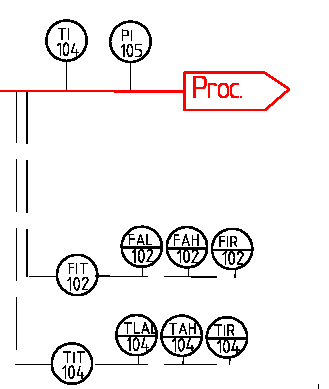 TI
104
PI
105
Proc.
FIT
102
FAL
102
FAH
102
FIR
102
TIT
104
TLAL
104
TAH
104
TIR
104